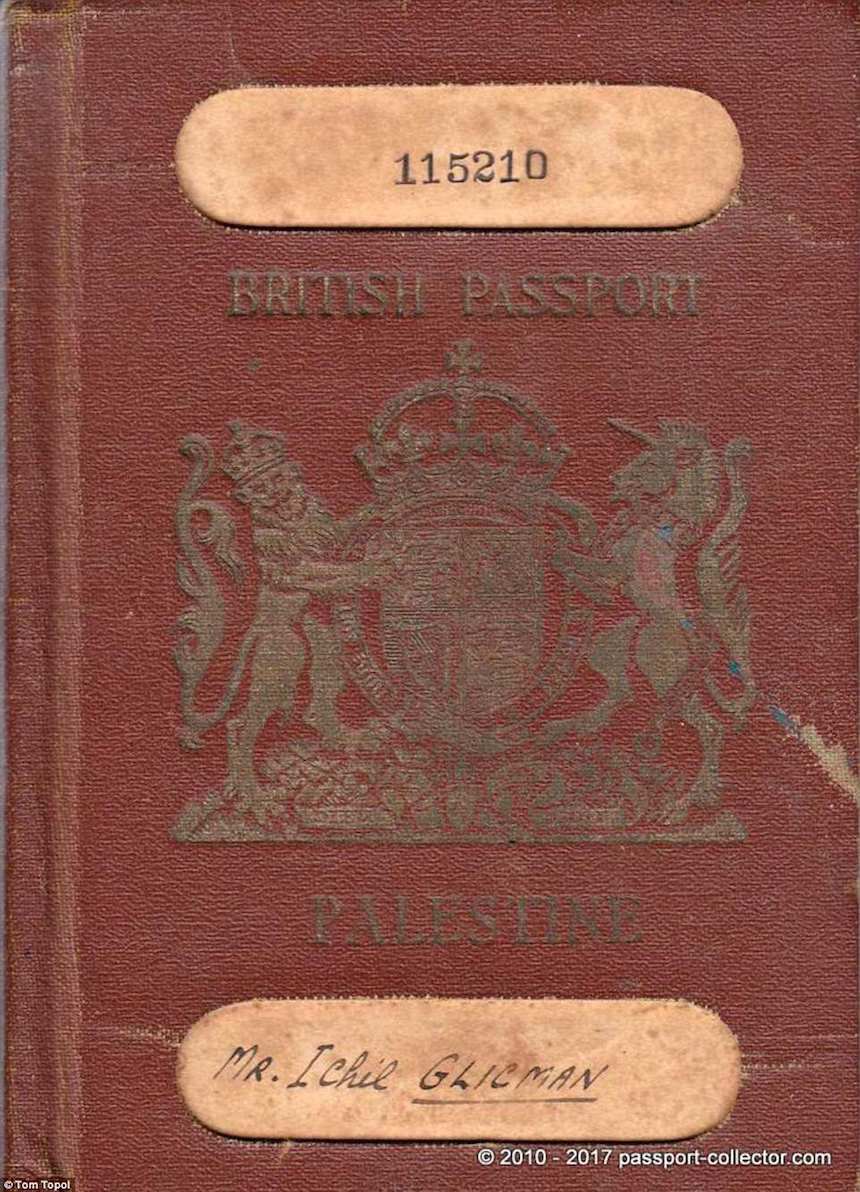 115210
BRITISH PASSPORT
PALESTINE
Mr. Ichil GLICMAN
© 2010 - 2017 passport-collector.com
© Tom Topol